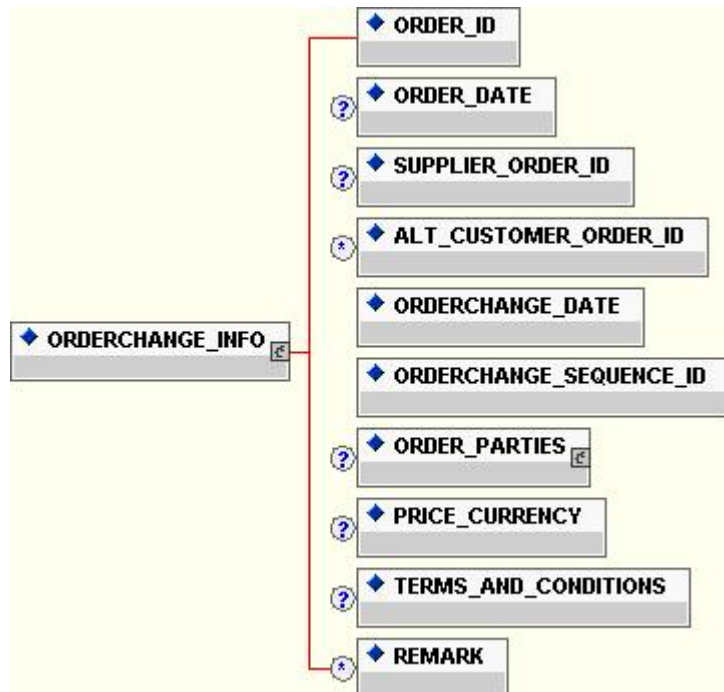 ORDER_ID
? ORDER_DATE
? SUPPLIER_ORDER_ID
* ALT_CUSTOMER_ORDER_ID
ORDERCHANGE_DATE
ORDERCHANGE_INFO
ORDERCHANGE_SEQUENCE_ID
? ORDER_PARTIES
? PRICE_CURRENCY
? TERMS_AND_CONDITIONS
* REMARK